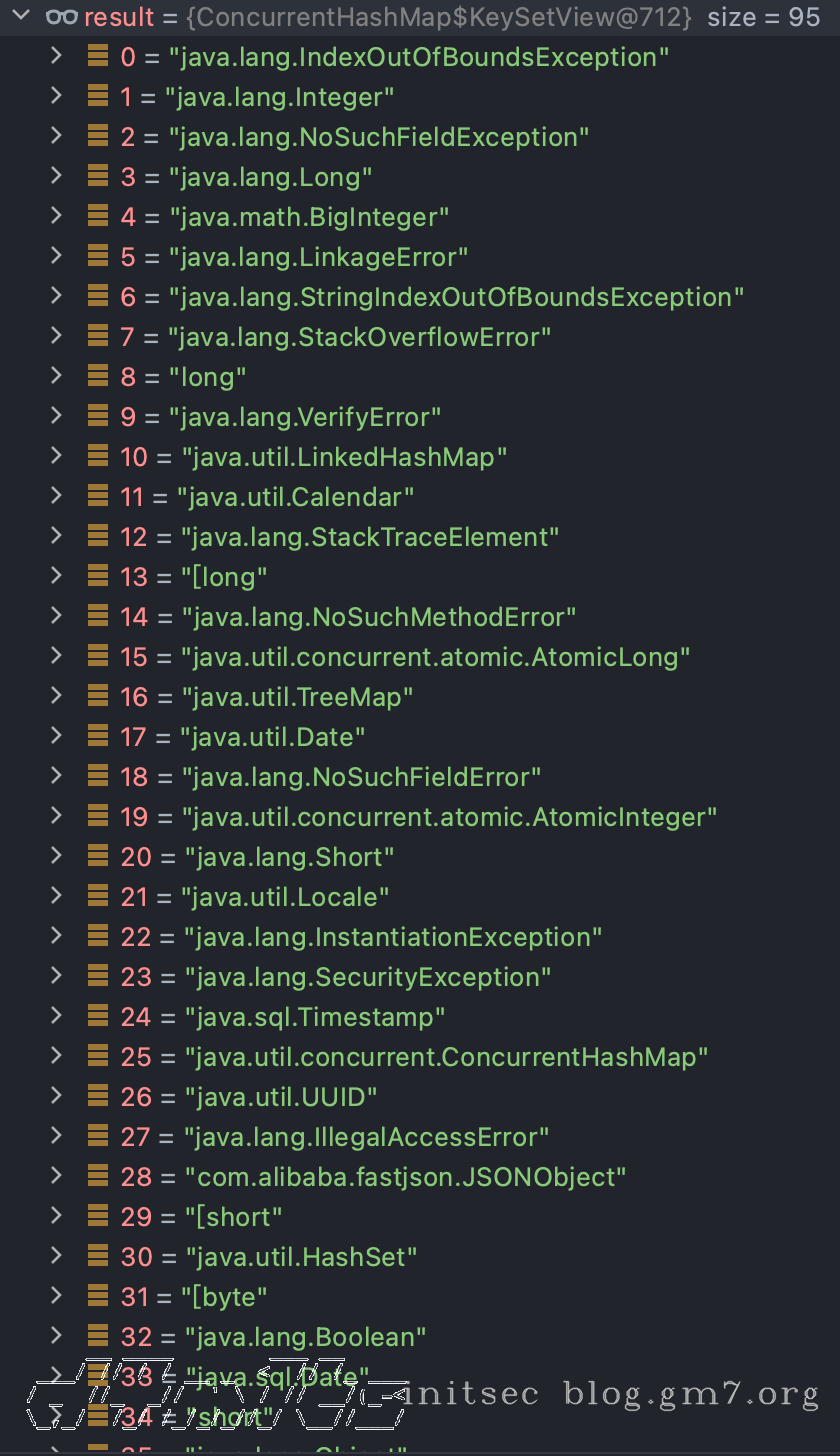 result = {ConcurrentHashMap$KeySetView@712} size = 95
0 = "java.lang.IndexOutOfBoundsException"
1 = "java.lang.Integer"
2 = "java.lang.NoSuchFieldException"
3 = "java.lang.Long"
4 = "java.math.BigInteger"
5 = "java.lang.LinkageError"
6 = "java.lang.StringIndexOutOfBoundsException"
7 = "java.lang.StackOverflowError"
8 = "long"
9 = "java.lang.VerifyError"
10 = "java.util.LinkedHashMap"
11 = "java.util.Calendar"
12 = "java.lang.StackTraceElement"
13 = "[long"
14 = "java.lang.NoSuchMethodError"
15 = "java.util.concurrent.atomic.AtomicLong"
16 = "java.util.TreeMap"
17 = "java.util.Date"
18 = "java.lang.NoSuchFieldError"
19 = "java.util.concurrent.atomic.AtomicInteger"
20 = "java.lang.Short"
21 = "java.util.Locale"
22 = "java.lang.InstantiationException"
23 = "java.lang.SecurityException"
24 = "java.sql.Timestamp"
25 = "java.util.concurrent.ConcurrentHashMap"
26 = "java.util.UUID"
27 = "java.lang.IllegalAccessError"
28 = "com.alibaba.fastjson.JSONObject"
29 = "[short"
30 = "java.util.HashSet"
31 = "[byte"
32 = "java.lang.Boolean"
33 = "java.sql.Date"
initsec blog.gm7.org
34 = "short"
35 = "java.lang.Object"